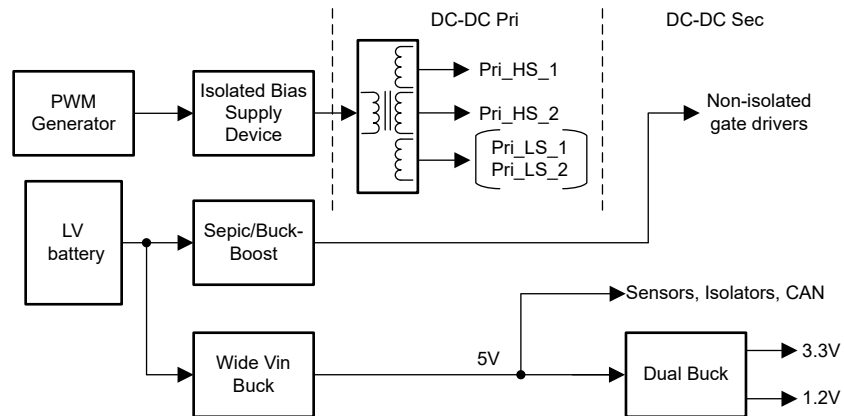 DC-DC Pri
DC-DC Sec
PWM
Generator
Isolated Bias
Supply
Device
Pri_HS_1
Pri_HS_2
Pri_LS_1
Pri_LS_2
Non-isolated
gate drivers
LV
battery
Sepic/Buck-
Boost
Sensors, Isolators, CAN
Wide Vin
Buck
5V
Dual Buck
3.3V
1.2V